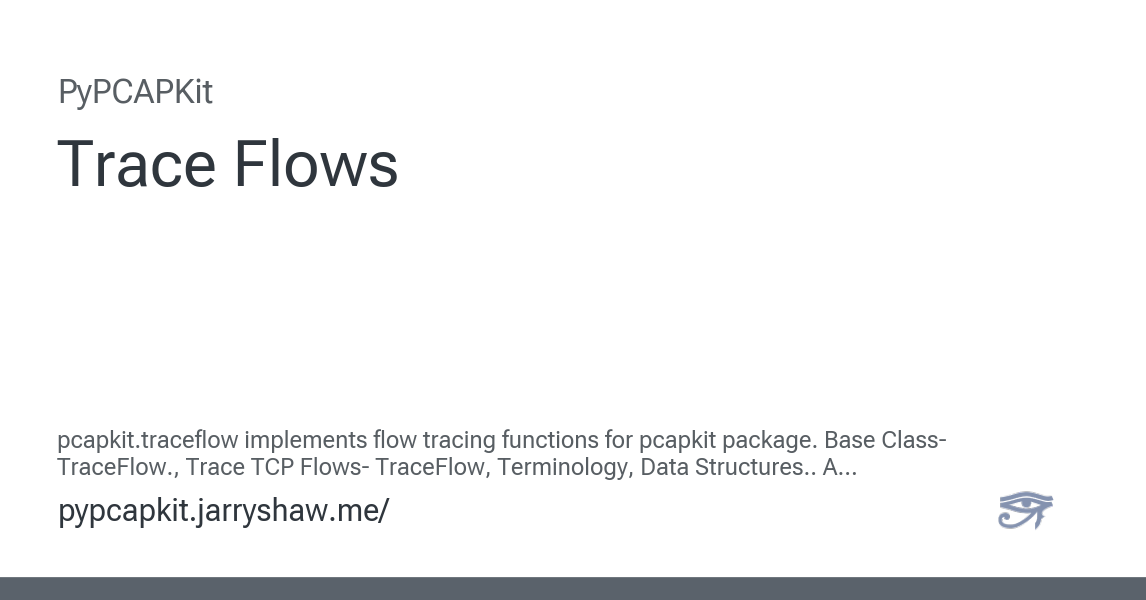 PyPCAPKit
Trace Flows
pcapkit.traceflow implements flow tracing functions for pcapkit package. Base Class-
TraceFlow., Trace TCP Flows- TraceFlow, Terminology, Data Structures.. A...
pypcapkit.jarryshaw.me/